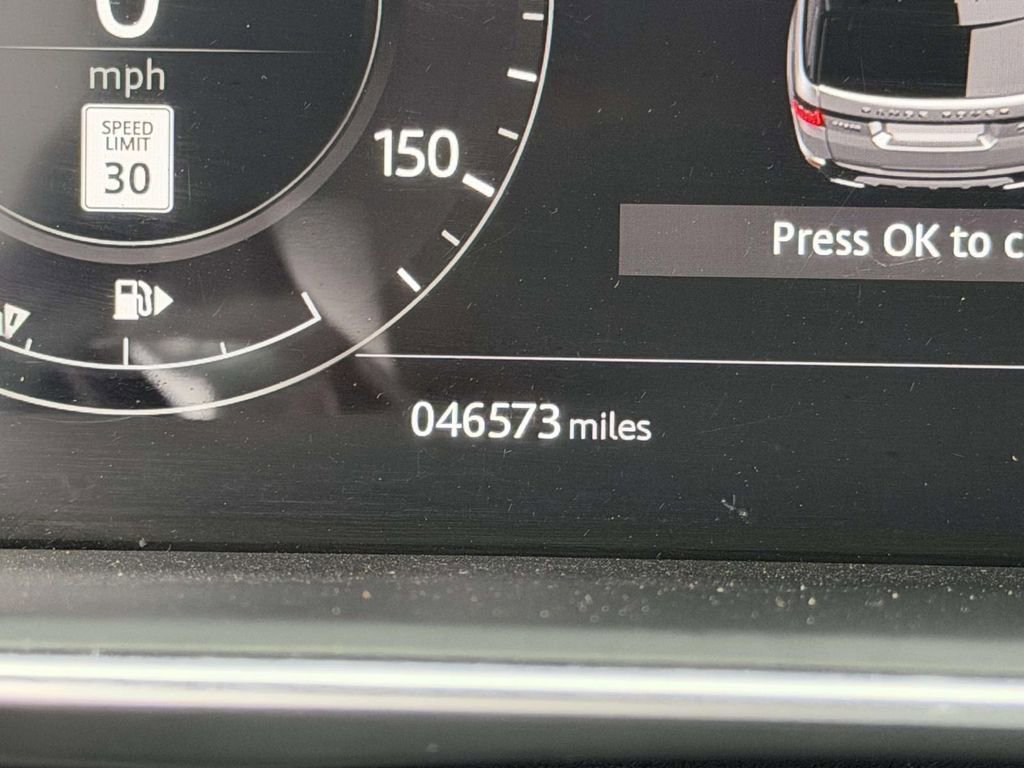 0
mph
SPEED
LIMIT
30
150
Press OK to c
046573 miles